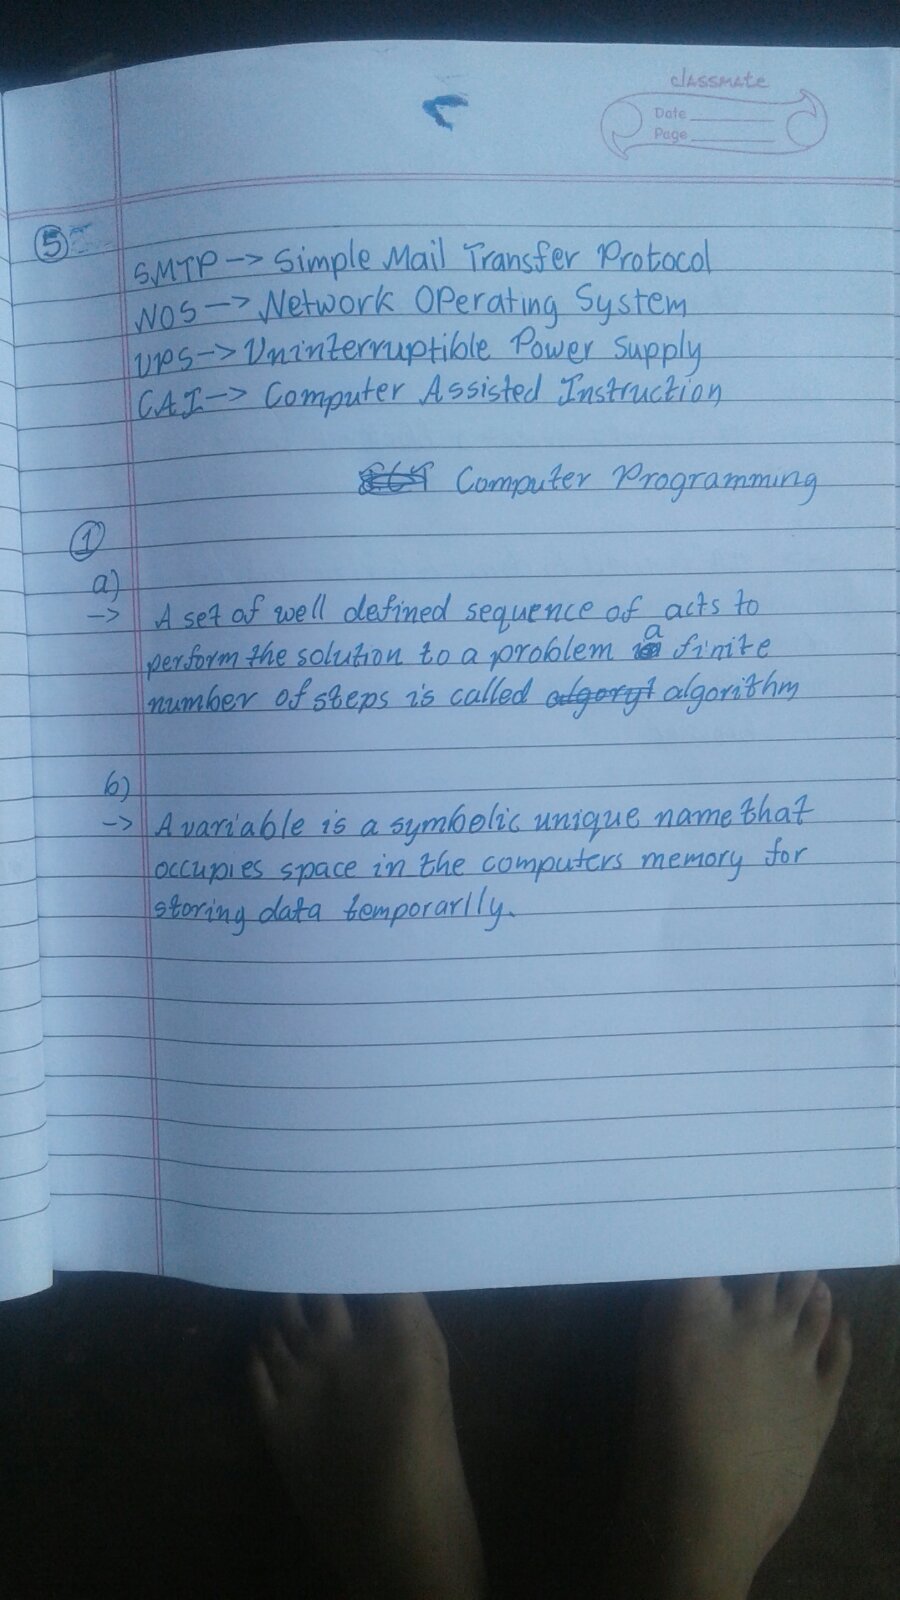 classmate
Date
Page
5
SMTP -> Simple Mail Transfer Protocol
NOS -> Network Operating System
UPS -> Uninterruptible Power Supply
CAI -> Computer Assisted Instruction
Computer Programming
1
a)
-> A set of well defined sequence of acts to
perform the solution to a problem a finite
number of steps is called algorithm
b)
-> A variable is a symbolic unique name that
occupies space in the computers memory for
storing data temporarlly.